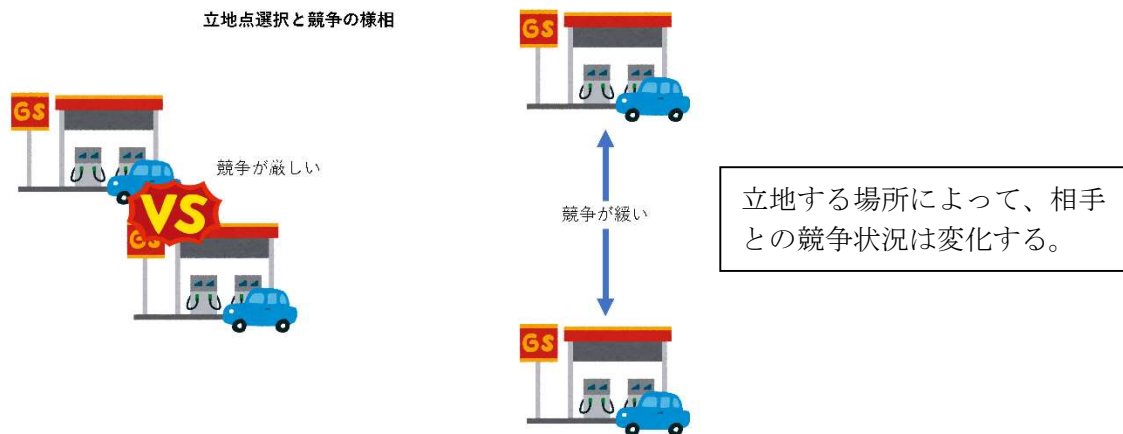 立地点選択と競争の様相
GS
競争が厳しい
VS
GS
GS
競争が緩い
GS
立地する場所によって、相手
との競争状況は変化する。